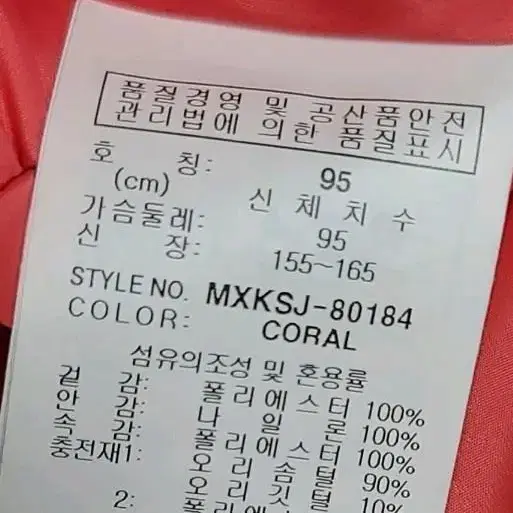 품질경영 및 공산품안전
관리법에 의한 품질표시
호 칭: 95
(cm) 신 체 치 수
가슴둘레: 95
신 장: 155~165
STYLE NO. MXKSJ-80184
COLOR: CORAL
섬유의조성 및 혼용률
겉 감: 폴리에스터 100%
안 감: 나 일 론 100%
속 감: 폴리에스터 100%
충전재1: 오 리 솜 털 90%
오 리 깃 털 10%
2: